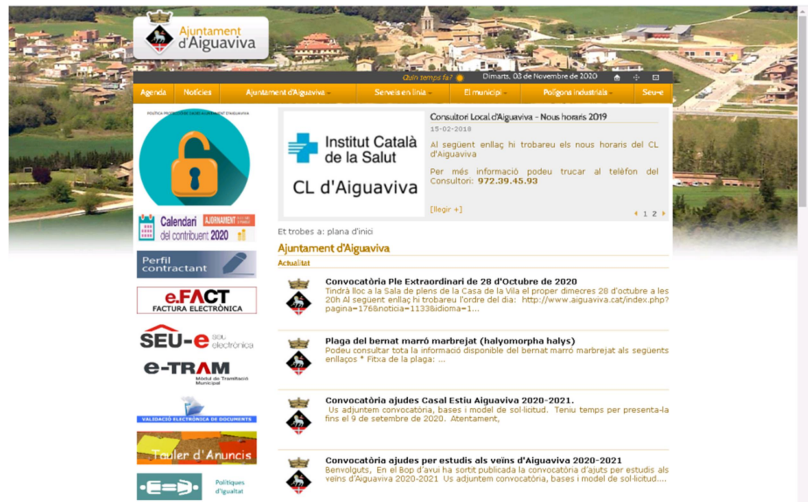 Ajuntament
d'Aiguaviva
Quin temps fa?
Dimarts, 03 de Novembre de 2020
Agenda
Notícies
Ajuntament d'Aiguaviva
Serveis en línia
El municipi
Polígons industrials
Seu-e
Institut Català
de la Salut
CL d'Aiguaviva
Consultori Local d'Aiguaviva - Nous horaris 2019
15-02-2019
Al següent enllaç hi trobareu els nous horaris del CL
d'Aiguaviva
Per més informació podeu trucar al telèfon del
Consultori: 972.39.45.93
[llegir +]
1 2
Calendari AJORNAMENT
del contribuent 2020
Perfil
contractant
e.FACT
FACTURA ELECTRÒNICA
SEU-e seu
electrònica
e-TRAM
Mòdul de Tramitació
Municipal
VALIDACIÓ ELECTRÒNICA DE DOCUMENTS
Tauler d'Anuncis
Polítiques
d'igualtat
Et trobes a: plana d'inici
Ajuntament d'Aiguaviva
Actualitat
Convocatòria Ple Extraordinari de 28 d'Octubre de 2020
Tindrà lloc a la Sala de plens de la Casa de la Vila el proper dimecres 28 d'octubre a les
20h Al següent enllaç hi trobareu l'ordre del dia: http://www.aiguaviva.cat/index.php?
pagina=176&noticia=1133&idioma=1...
Plaga del bernat marró marbrejat (halyomorpha halys)
Podeu consultar tota la informació disponible del bernat marró marbrejat als següents
enllaços * Fitxa de la plaga: ...
Convocatòria ajudes Casal Estiu Aiguaviva 2020-2021.
Us adjuntem convocatòria, bases i model de sol·licitud. Teniu temps per presenta-la
fins el 9 de setembre de 2020. Atentament,
Convocatòria ajudes per estudis als veïns d'Aiguaviva 2020-2021
Benvolguts, En el Bop d'avui ha sortit publicada la convocatòria d'ajuts per estudis als
veïns d'Aiguaviva 2020-2021 Us adjuntem convocatòria, bases i model de sol·licitud....